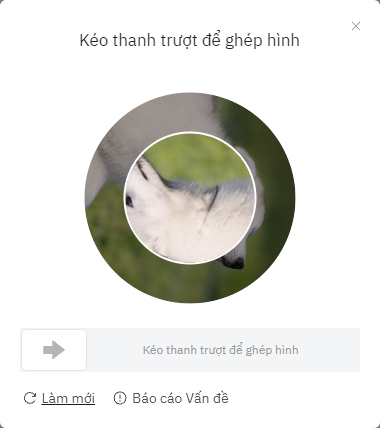 Kéo thanh trượt để ghép hình
Kéo thanh trượt để ghép hình
Làm mới
Báo cáo Vấn đề